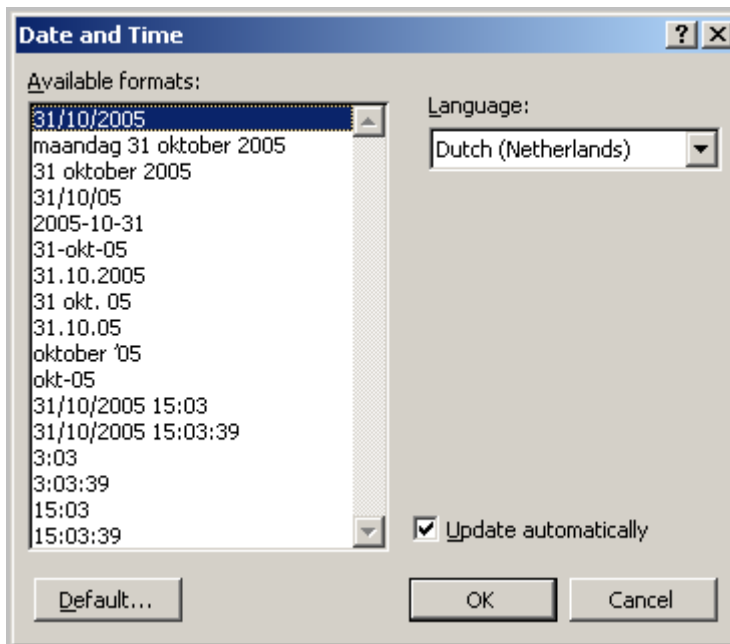 Date and Time
Available formats:
31/10/2005
maandag 31 oktober 2005
31 oktober 2005
31/10/05
2005-10-31
31-okt-05
31.10.2005
31 okt. 05
31.10.05
oktober '05
okt-05
31/10/2005 15:03
31/10/2005 15:03:39
3:03
3:03:39
15:03
15:03:39
Language:
Dutch (Netherlands)
Update automatically
Default...
OK
Cancel